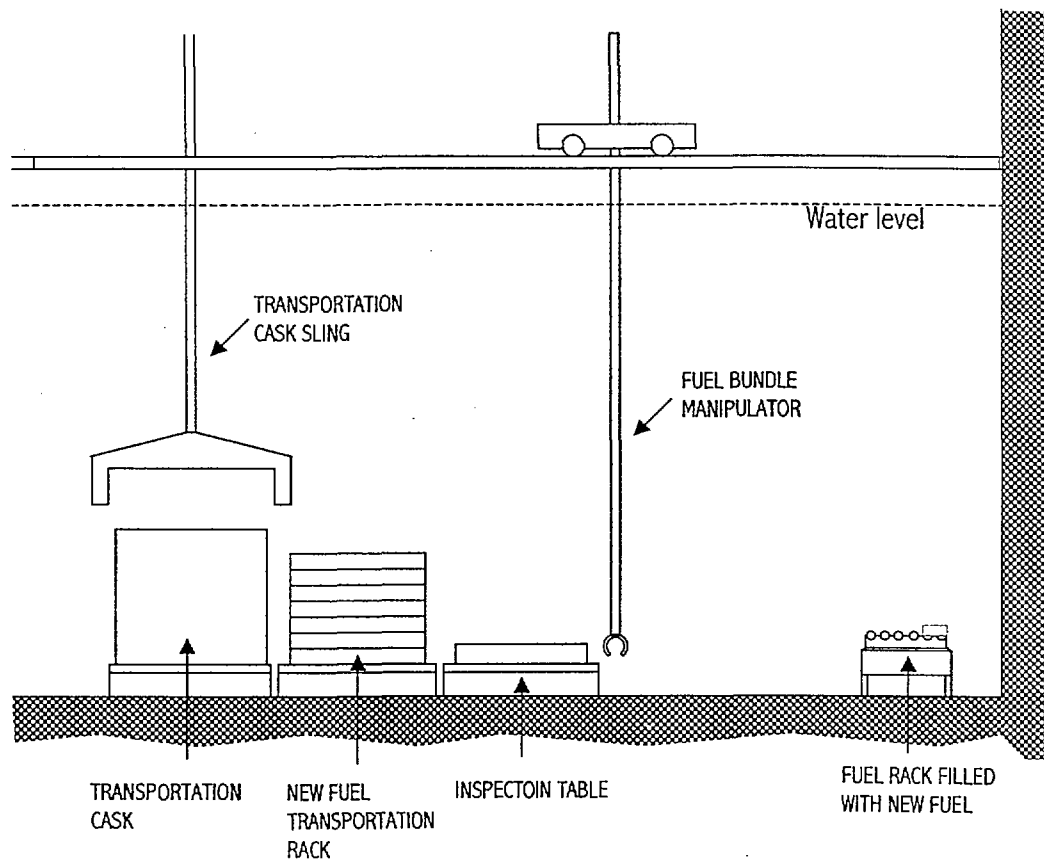 Water level
TRANSPORTATION
CASK SLING
FUEL BUNDLE
MANIPULATOR
TRANSPORTATION
CASK
NEW FUEL
TRANSPORTATION
RACK
INSPECTOIN TABLE
FUEL RACK FILLED
WITH NEW FUEL